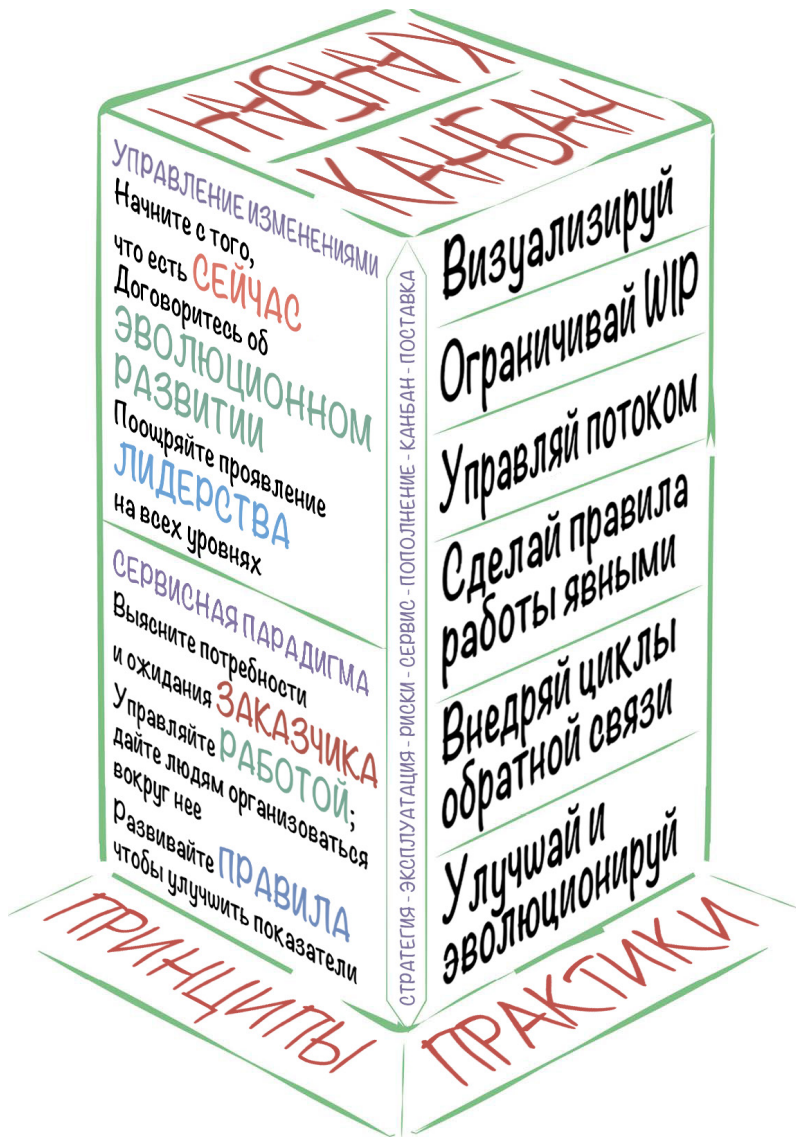 КАНБАН
КАНБАН
УПРАВЛЕНИЕ ИЗМЕНЕНИЯМИ
Начните с того,
что есть СЕЙЧАС
Договоритесь об
ЭВОЛЮЦИОННОМ
РАЗВИТИИ
Поощряйте проявление
ЛИДЕРСТВА
на всех уровнях
СЕРВИСНАЯ ПАРАДИГМА
Выясните потребности
и ожидания ЗАКАЗЧИКА
Управляйте РАБОТОЙ;
дайте людям организоваться
вокруг нее
Развивайте ПРАВИЛА
чтобы улучшить показатели
СТРАТЕГИЯ - ЭКСПЛУАТАЦИЯ - РИСКИ - СЕРВИС - ПОПОЛНЕНИЕ - КАНБАН - ПОСТАВКА
Визуализируй
Ограничивай WIP
Управляй потоком
Сделай правила
работы явными
Внедряй циклы
обратной связи
Улучшай и
эволюционируй
ПРИНЦИПЫ
ПРАКТИКИ